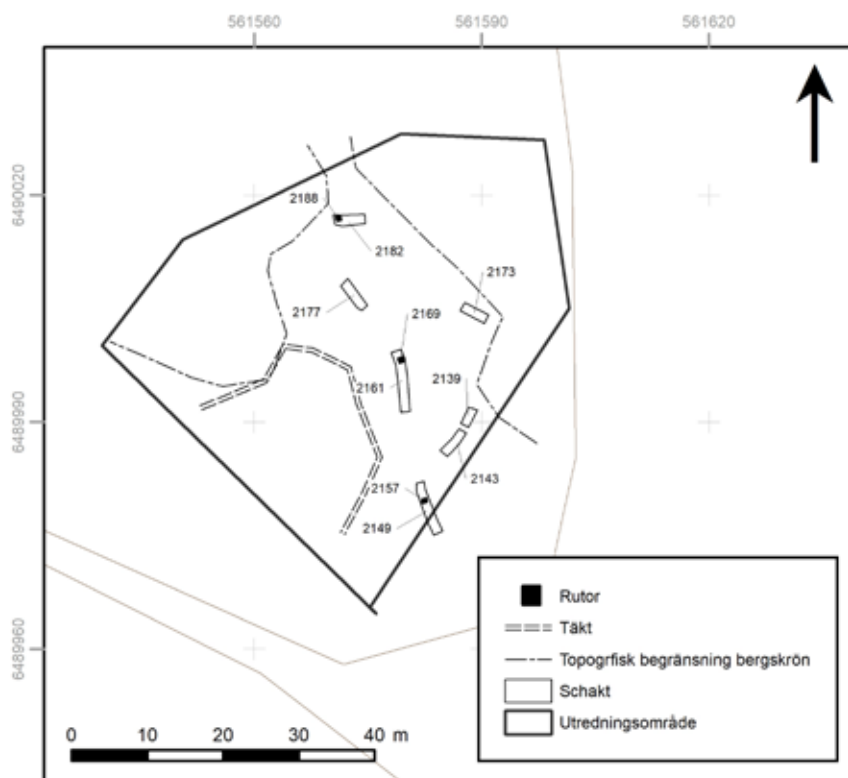 561560 561590 561620
6490020
6489990
6489960
2188
2182
2177
2173
2169
2161
2139
2143
2157
2149
Rutor
Täkt
Topogrfisk begränsning bergskrön
Schakt
Utredningsområde
0 10 20 30 40 m